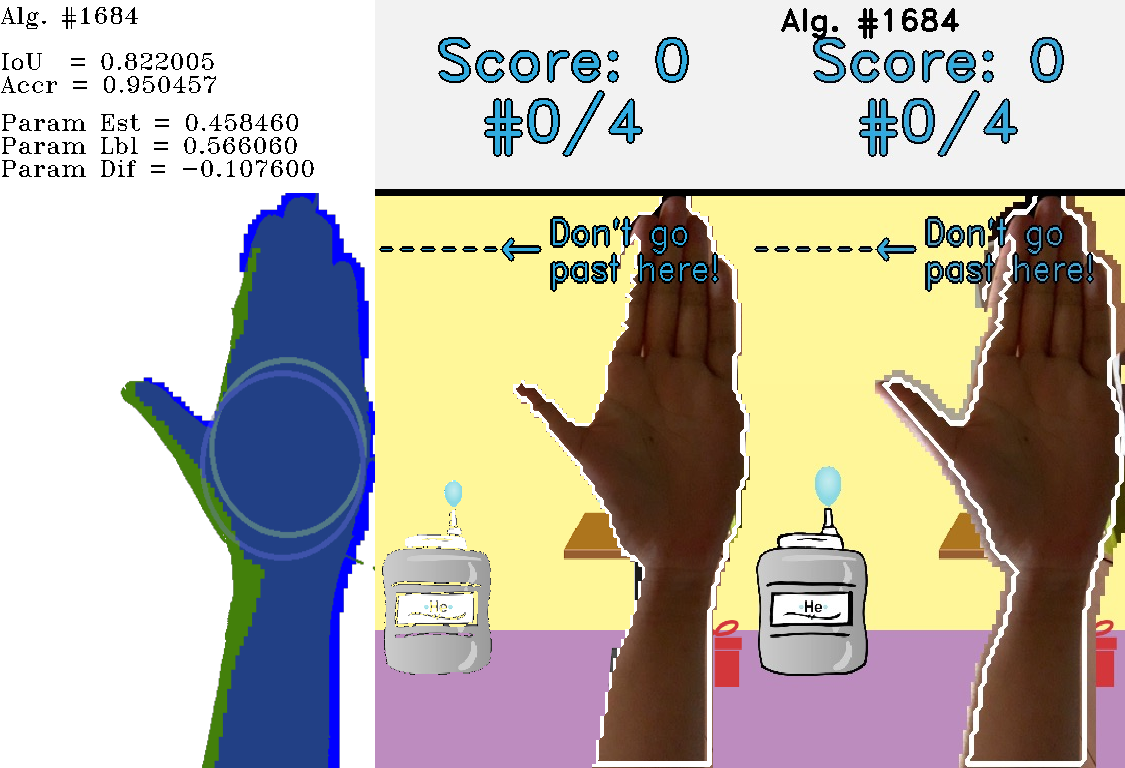 Alg. #1684
IoU = 0.822005
Accr = 0.950457
Param Est = 0.458460
Param Lbl = 0.566060
Param Dif = −0.107600
Score: 0
#0/4
Don't go
past here!
He
Alg. #1684
Score: 0
#0/4
Don't go
past here!
He